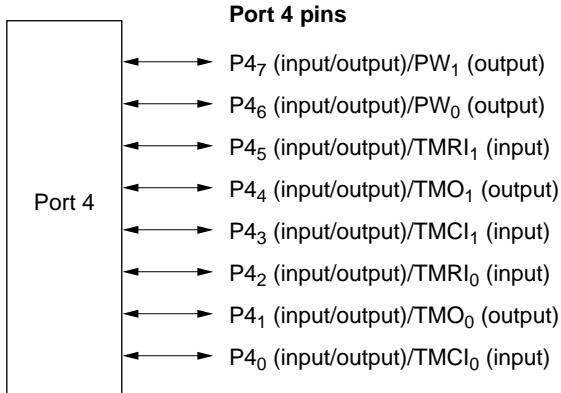 Port 4 pins
P4₇ (input/output)/PW₁ (output)
P4₆ (input/output)/PW₀ (output)
P4₅ (input/output)/TMRI₁ (input)
P4₄ (input/output)/TMO₁ (output)
Port 4
P4₃ (input/output)/TMCI₁ (input)
P4₂ (input/output)/TMRI₀ (input)
P4₁ (input/output)/TMO₀ (output)
P4₀ (input/output)/TMCI₀ (input)